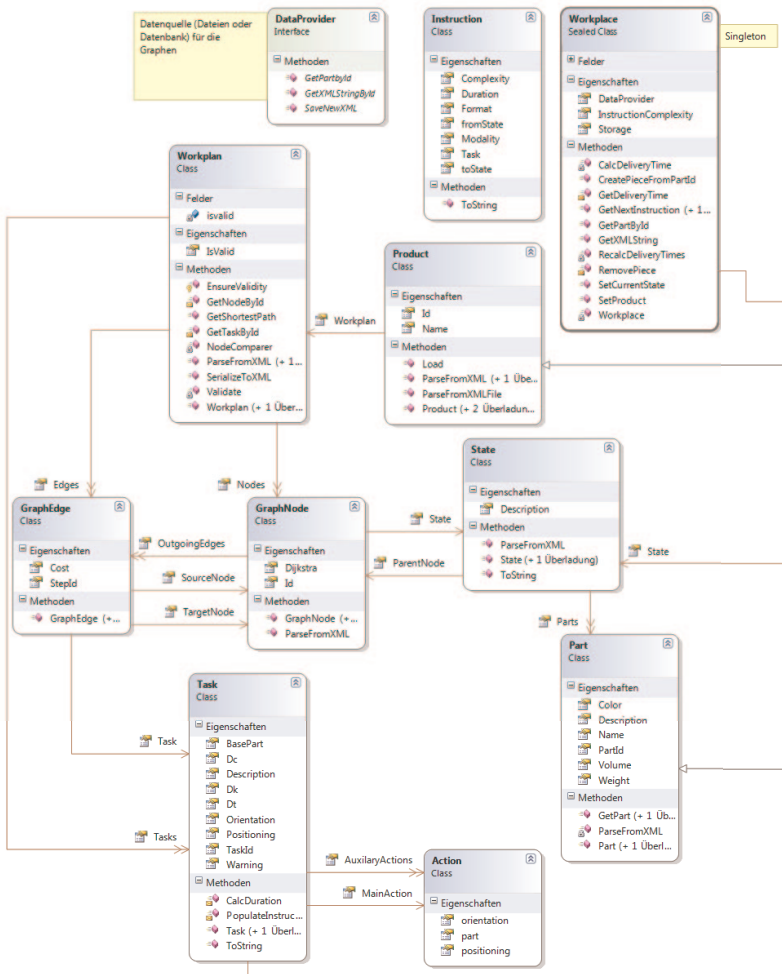 Datenquelle (Dateien oder
Datenbank) für die
Graphen
DataProvider
Interface
Methoden
GetPartbyId
GetXMLStringById
SaveNewXML
Instruction
Class
Eigenschaften
Complexity
Duration
Format
fromState
Modality
Task
toState
Methoden
ToString
Workplace
Sealed Class
Felder
Eigenschaften
DataProvider
InstructionComplexity
Storage
Methoden
CalcDeliveryTime
CreatePieceFromPartId
GetDeliveryTime
GetNextInstruction (+ 1...
GetPartById
GetXMLString
RecalcDeliveryTimes
RemovePiece
SetCurrentState
SetProduct
Workplace
Singleton
Workplan
Class
Felder
isvalid
Eigenschaften
IsValid
Methoden
EnsureValidity
GetNodeById
GetShortestPath
GetTaskById
NodeComparer
ParseFromXML (+ 1...
SerializeToXML
Validate
Workplan (+ 1 Über...
Workplan
Product
Class
Eigenschaften
Id
Name
Methoden
Load
ParseFromXML (+ 1 Übe...
ParseFromXMLFile
Product (+ 2 Überladun...
Edges
Nodes
GraphEdge
Class
Eigenschaften
Cost
StepId
Methoden
GraphEdge (+...
OutgoingEdges
SourceNode
TargetNode
GraphNode
Class
Eigenschaften
Dijkstra
Id
Methoden
GraphNode (+...
ParseFromXML
State
ParentNode
State
Class
Eigenschaften
Description
Methoden
ParseFromXML
State (+ 1 Überladung)
ToString
State
Parts
Part
Class
Eigenschaften
Color
Description
Name
PartId
Volume
Weight
Methoden
GetPart (+ 1 Üb...
ParseFromXML
Part (+ 1 Überl...
Task
Tasks
Task
Class
Eigenschaften
BasePart
Dc
Description
Dk
Dt
Orientation
Positioning
TaskId
Warning
Methoden
CalcDuration
PopulateInstruc...
Task (+ 1 Überl...
ToString
AuxilaryActions
MainAction
Action
Class
Eigenschaften
orientation
part
positioning